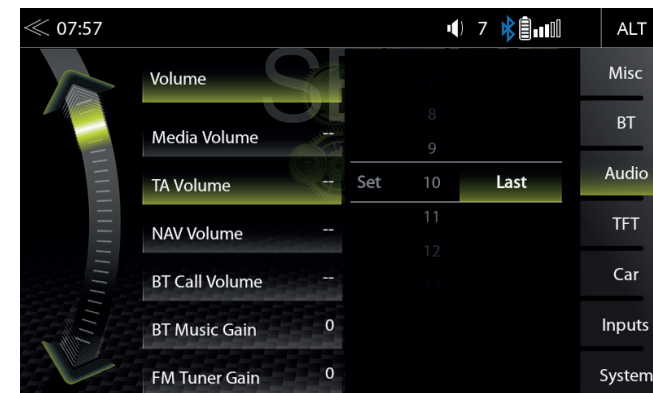 07:57 7 ALT
SE
Volume
Media Volume --
TA Volume --
NAV Volume --
BT Call Volume --
BT Music Gain 0
FM Tuner Gain 0
8
9
Set 10 Last
11
12
Misc
BT
Audio
TFT
Car
Inputs
System